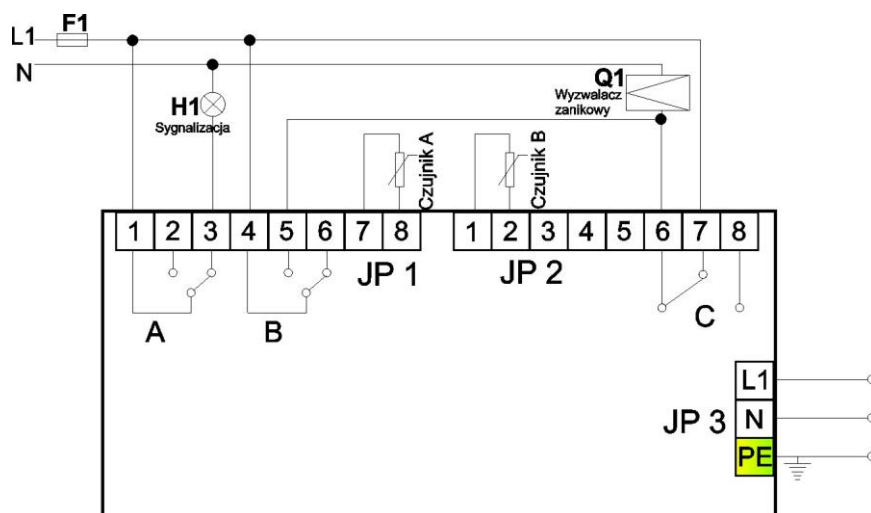 L1
F1
N
H1
Sygnalizacja
Q1
Wyzwalacz
zanikowy
Czujnik A
Czujnik B
1 2 3 4 5 6 7 8
1 2 3 4 5 6 7 8
JP 1
JP 2
A
B
C
L1
JP 3
N
PE